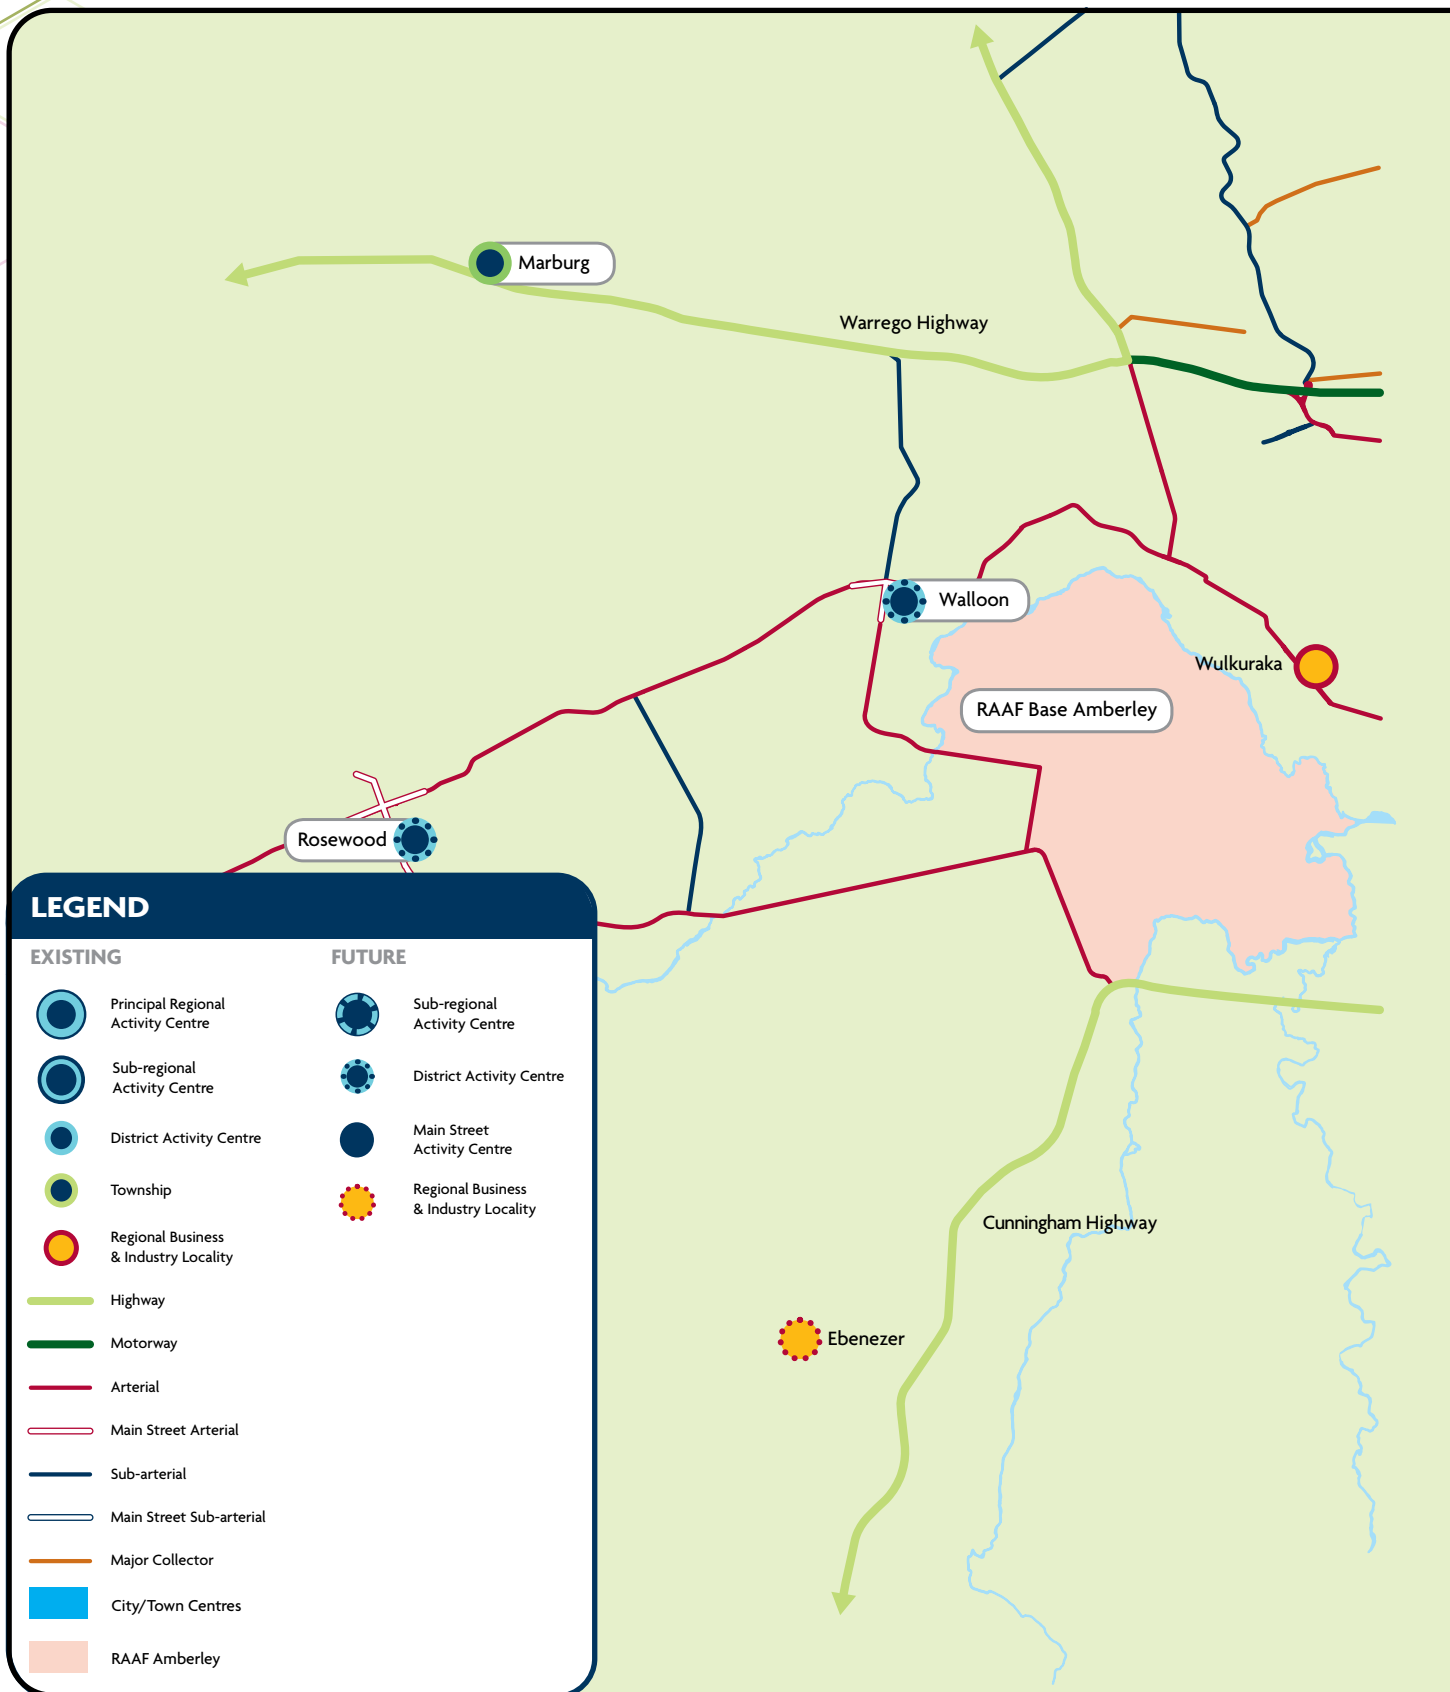 Marburg
Warrego Highway
Walloon
Wulkuraka
RAAF Base Amberley
Rosewood
LEGEND
EXISTING
Principal Regional
Activity Centre
Sub-regional
Activity Centre
District Activity Centre
Township
Regional Business
& Industry Locality
Highway
Motorway
Arterial
Main Street Arterial
Sub-arterial
Main Street Sub-arterial
Major Collector
City/Town Centres
RAAF Amberley
FUTURE
Sub-regional
Activity Centre
District Activity Centre
Main Street
Activity Centre
Regional Business
& Industry Locality
Cunningham Highway
Ebenezer